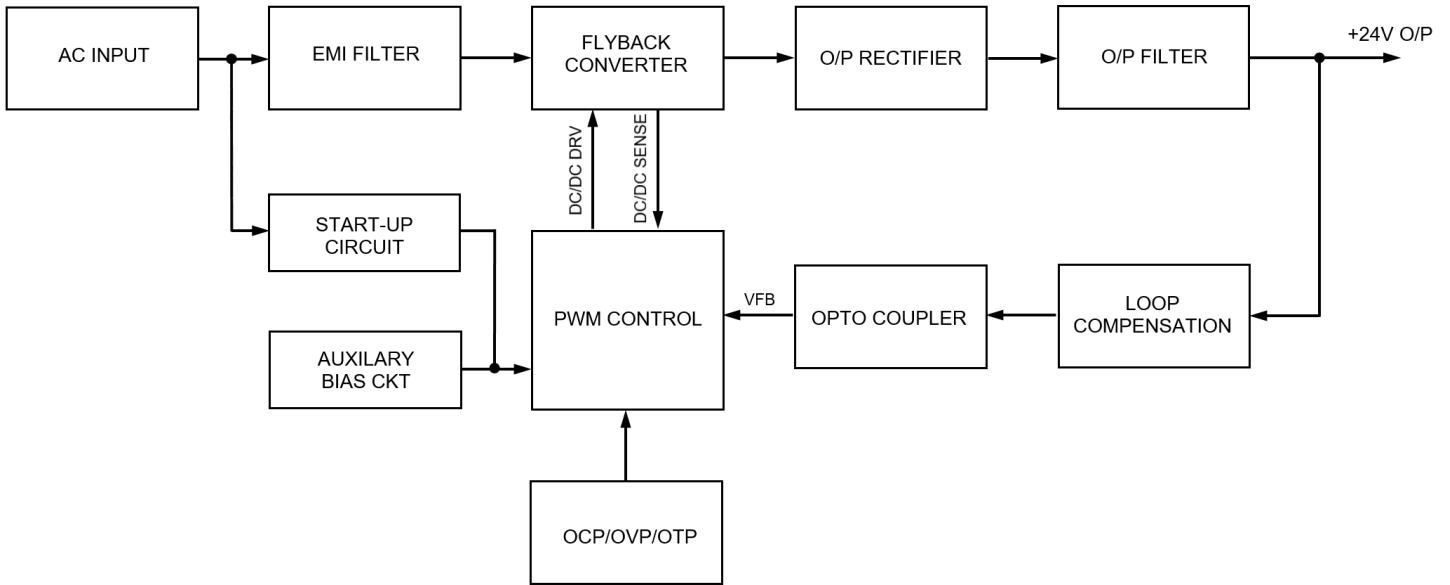 AC INPUT
EMI FILTER
FLYBACK
CONVERTER
O/P RECTIFIER
O/P FILTER
+24V O/P
DC/DC DRV
DC/DC SENSE
START-UP
CIRCUIT
PWM CONTROL
VFB
OPTO COUPLER
LOOP
COMPENSATION
AUXILARY
BIAS CKT
OCP/OVP/OTP